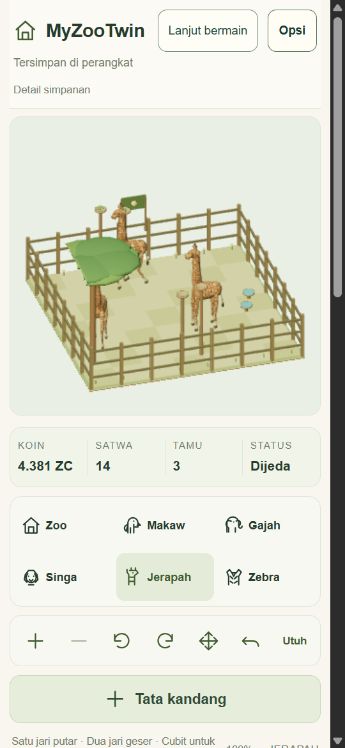 MyZooTwin
Lanjut bermain
Opsi
Tersimpan di perangkat
Detail simpanan
KOIN
SATWA
TAMU
STATUS
4.381 ZC
14
3
Dijeda
Zoo
Makaw
Gajah
Singa
Jerapah
Zebra
Utuh
Tata kandang
Satu jari putar · Dua jari geser · Cubit untuk